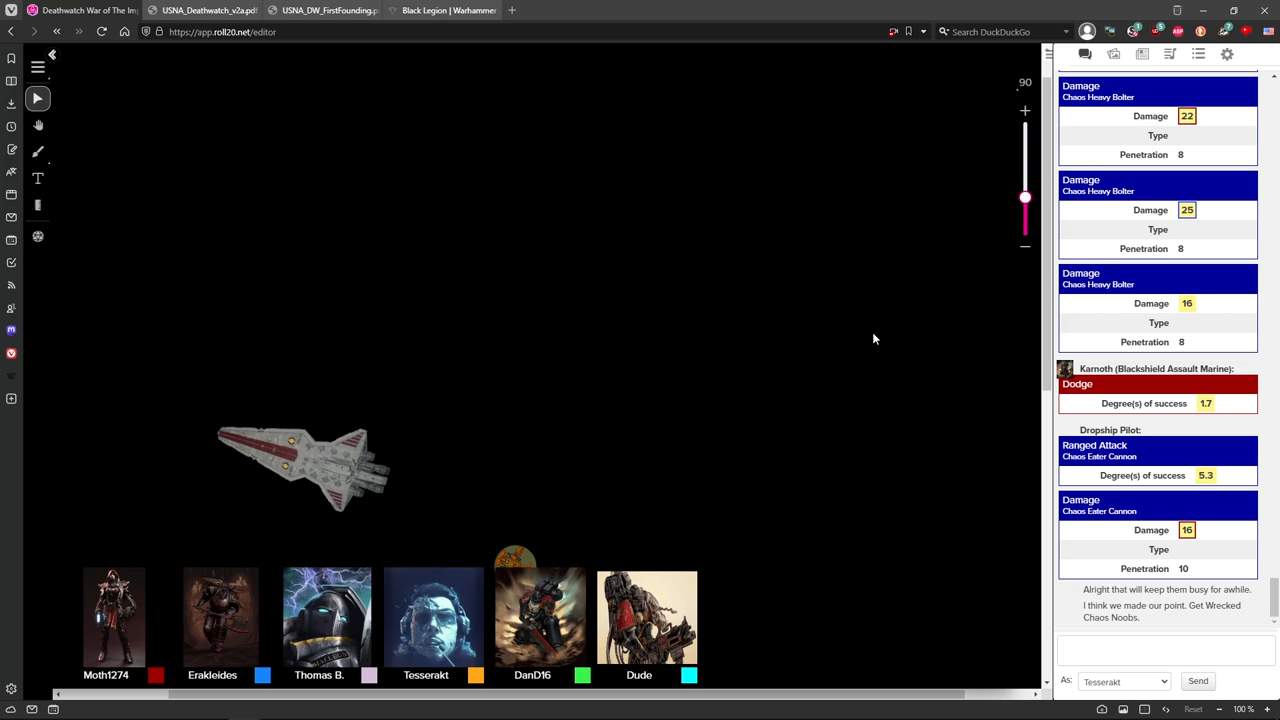 Deathwatch War of The Im
USNA_Deathwatch_v2a.pdf
USNA_DW_FirstFounding.p
Black Legion | Warhammer
https://app.roll20.net/editor
Search DuckDuckGo
90
Damage
Chaos Heavy Bolter
Damage 22
Type
Penetration 8
Damage
Chaos Heavy Bolter
Damage 25
Type
Penetration 8
Damage
Chaos Heavy Bolter
Damage 16
Type
Penetration 8
Karnoth (Blackshield Assault Marine):
Dodge
Degree(s) of success 1.7
Dropship Pilot:
Ranged Attack
Chaos Eater Cannon
Degree(s) of success 5.3
Damage
Chaos Eater Cannon
Damage 16
Type
Penetration 10
Alright that will keep them busy for awhile.
I think we made our point. Get Wrecked
Chaos Noobs.
Moth1274
Erakleides
Thomas B.
Tesserakt
DanD16
Dude
As: Tesserakt Send
Reset 100 %